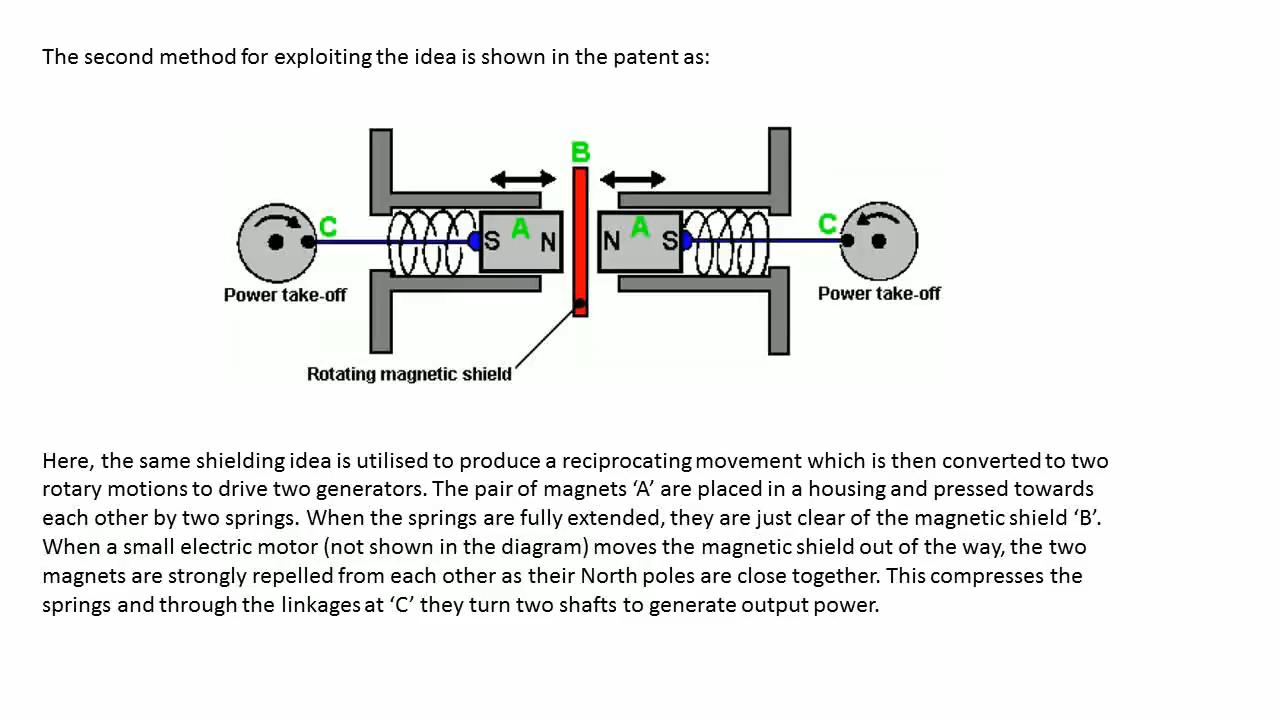 The second method for exploiting the idea is shown in the patent as:
B
A
A
C
C
S
N
N
S
Power take-off
Power take-off
Rotating magnetic shield
Here, the same shielding idea is utilised to produce a reciprocating movement which is then converted to two
rotary motions to drive two generators. The pair of magnets ‘A’ are placed in a housing and pressed towards
each other by two springs. When the springs are fully extended, they are just clear of the magnetic shield ‘B’.
When a small electric motor (not shown in the diagram) moves the magnetic shield out of the way, the two
magnets are strongly repelled from each other as their North poles are close together. This compresses the
springs and through the linkages at ‘C’ they turn two shafts to generate output power.